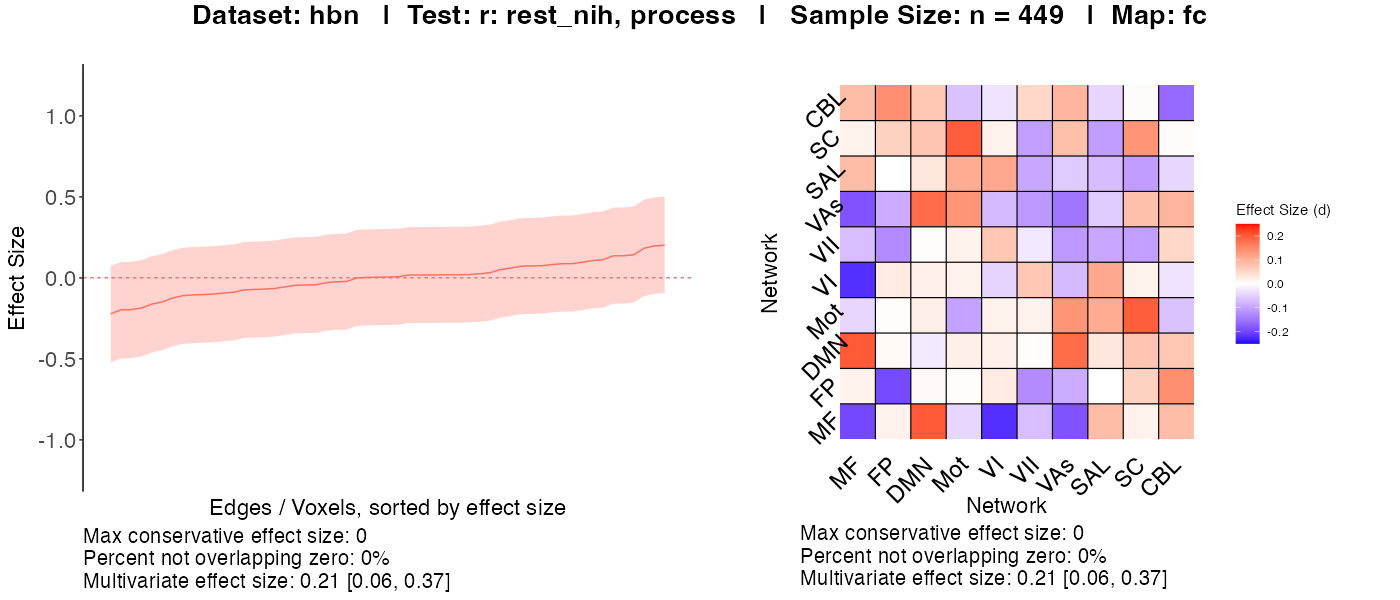 Dataset: hbn | Test: r: rest_nih, process | Sample Size: n = 449 | Map: fc
Effect Size
1.0
0.5
0.0
-0.5
-1.0
Edges / Voxels, sorted by effect size
Max conservative effect size: 0
Percent not overlapping zero: 0%
Multivariate effect size: 0.21 [0.06, 0.37]
Network
CBL
SC
SAL
VAs
VII
VI
Mot
DMN
FP
MF
MF FP DMN Mot VI VII VAs SAL SC CBL
Network
Max conservative effect size: 0
Percent not overlapping zero: 0%
Multivariate effect size: 0.21 [0.06, 0.37]
Effect Size (d)
0.2
0.1
0.0
-0.1
-0.2